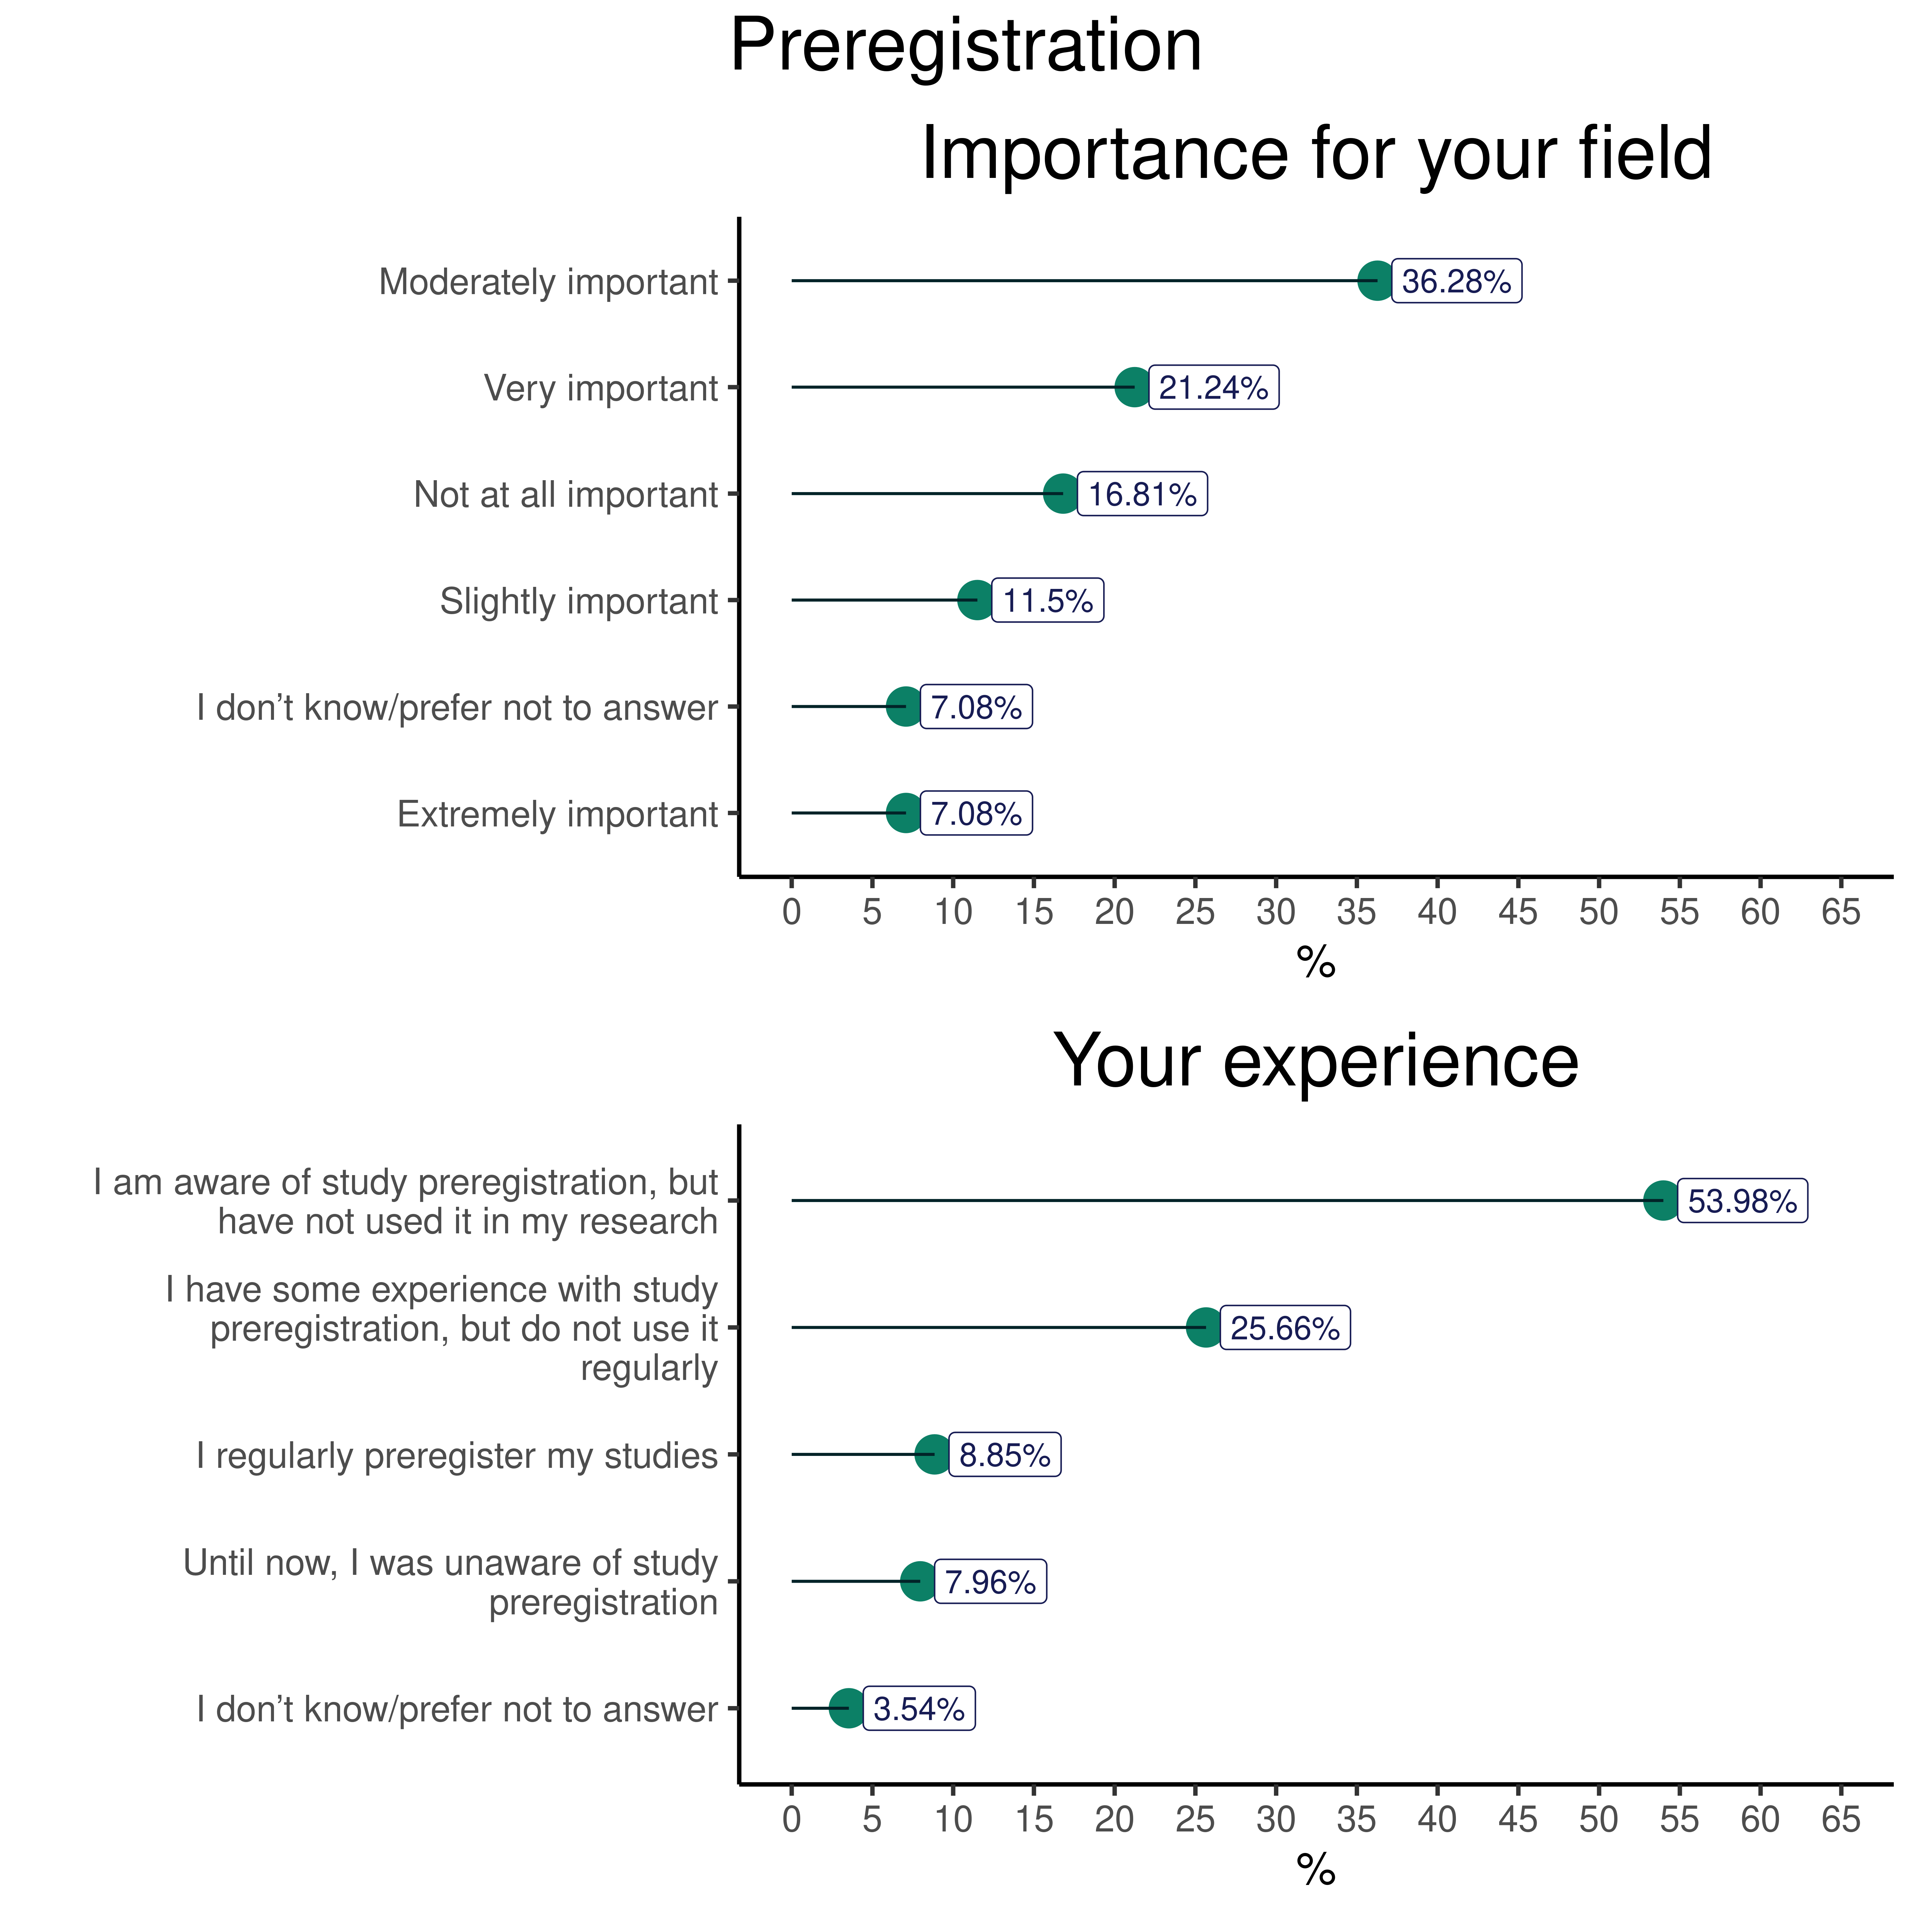 Preregistration
Importance for your field
Moderately important
36.28%
Very important
21.24%
Not at all important
16.81%
Slightly important
11.5%
I don’t know/prefer not to answer
7.08%
Extremely important
7.08%
0 5 10 15 20 25 30 35 40 45 50 55 60 65
%
Your experience
I am aware of study preregistration, but
have not used it in my research
53.98%
I have some experience with study
preregistration, but do not use it
regularly
25.66%
I regularly preregister my studies
8.85%
Until now, I was unaware of study
preregistration
7.96%
I don’t know/prefer not to answer
3.54%
0 5 10 15 20 25 30 35 40 45 50 55 60 65
%